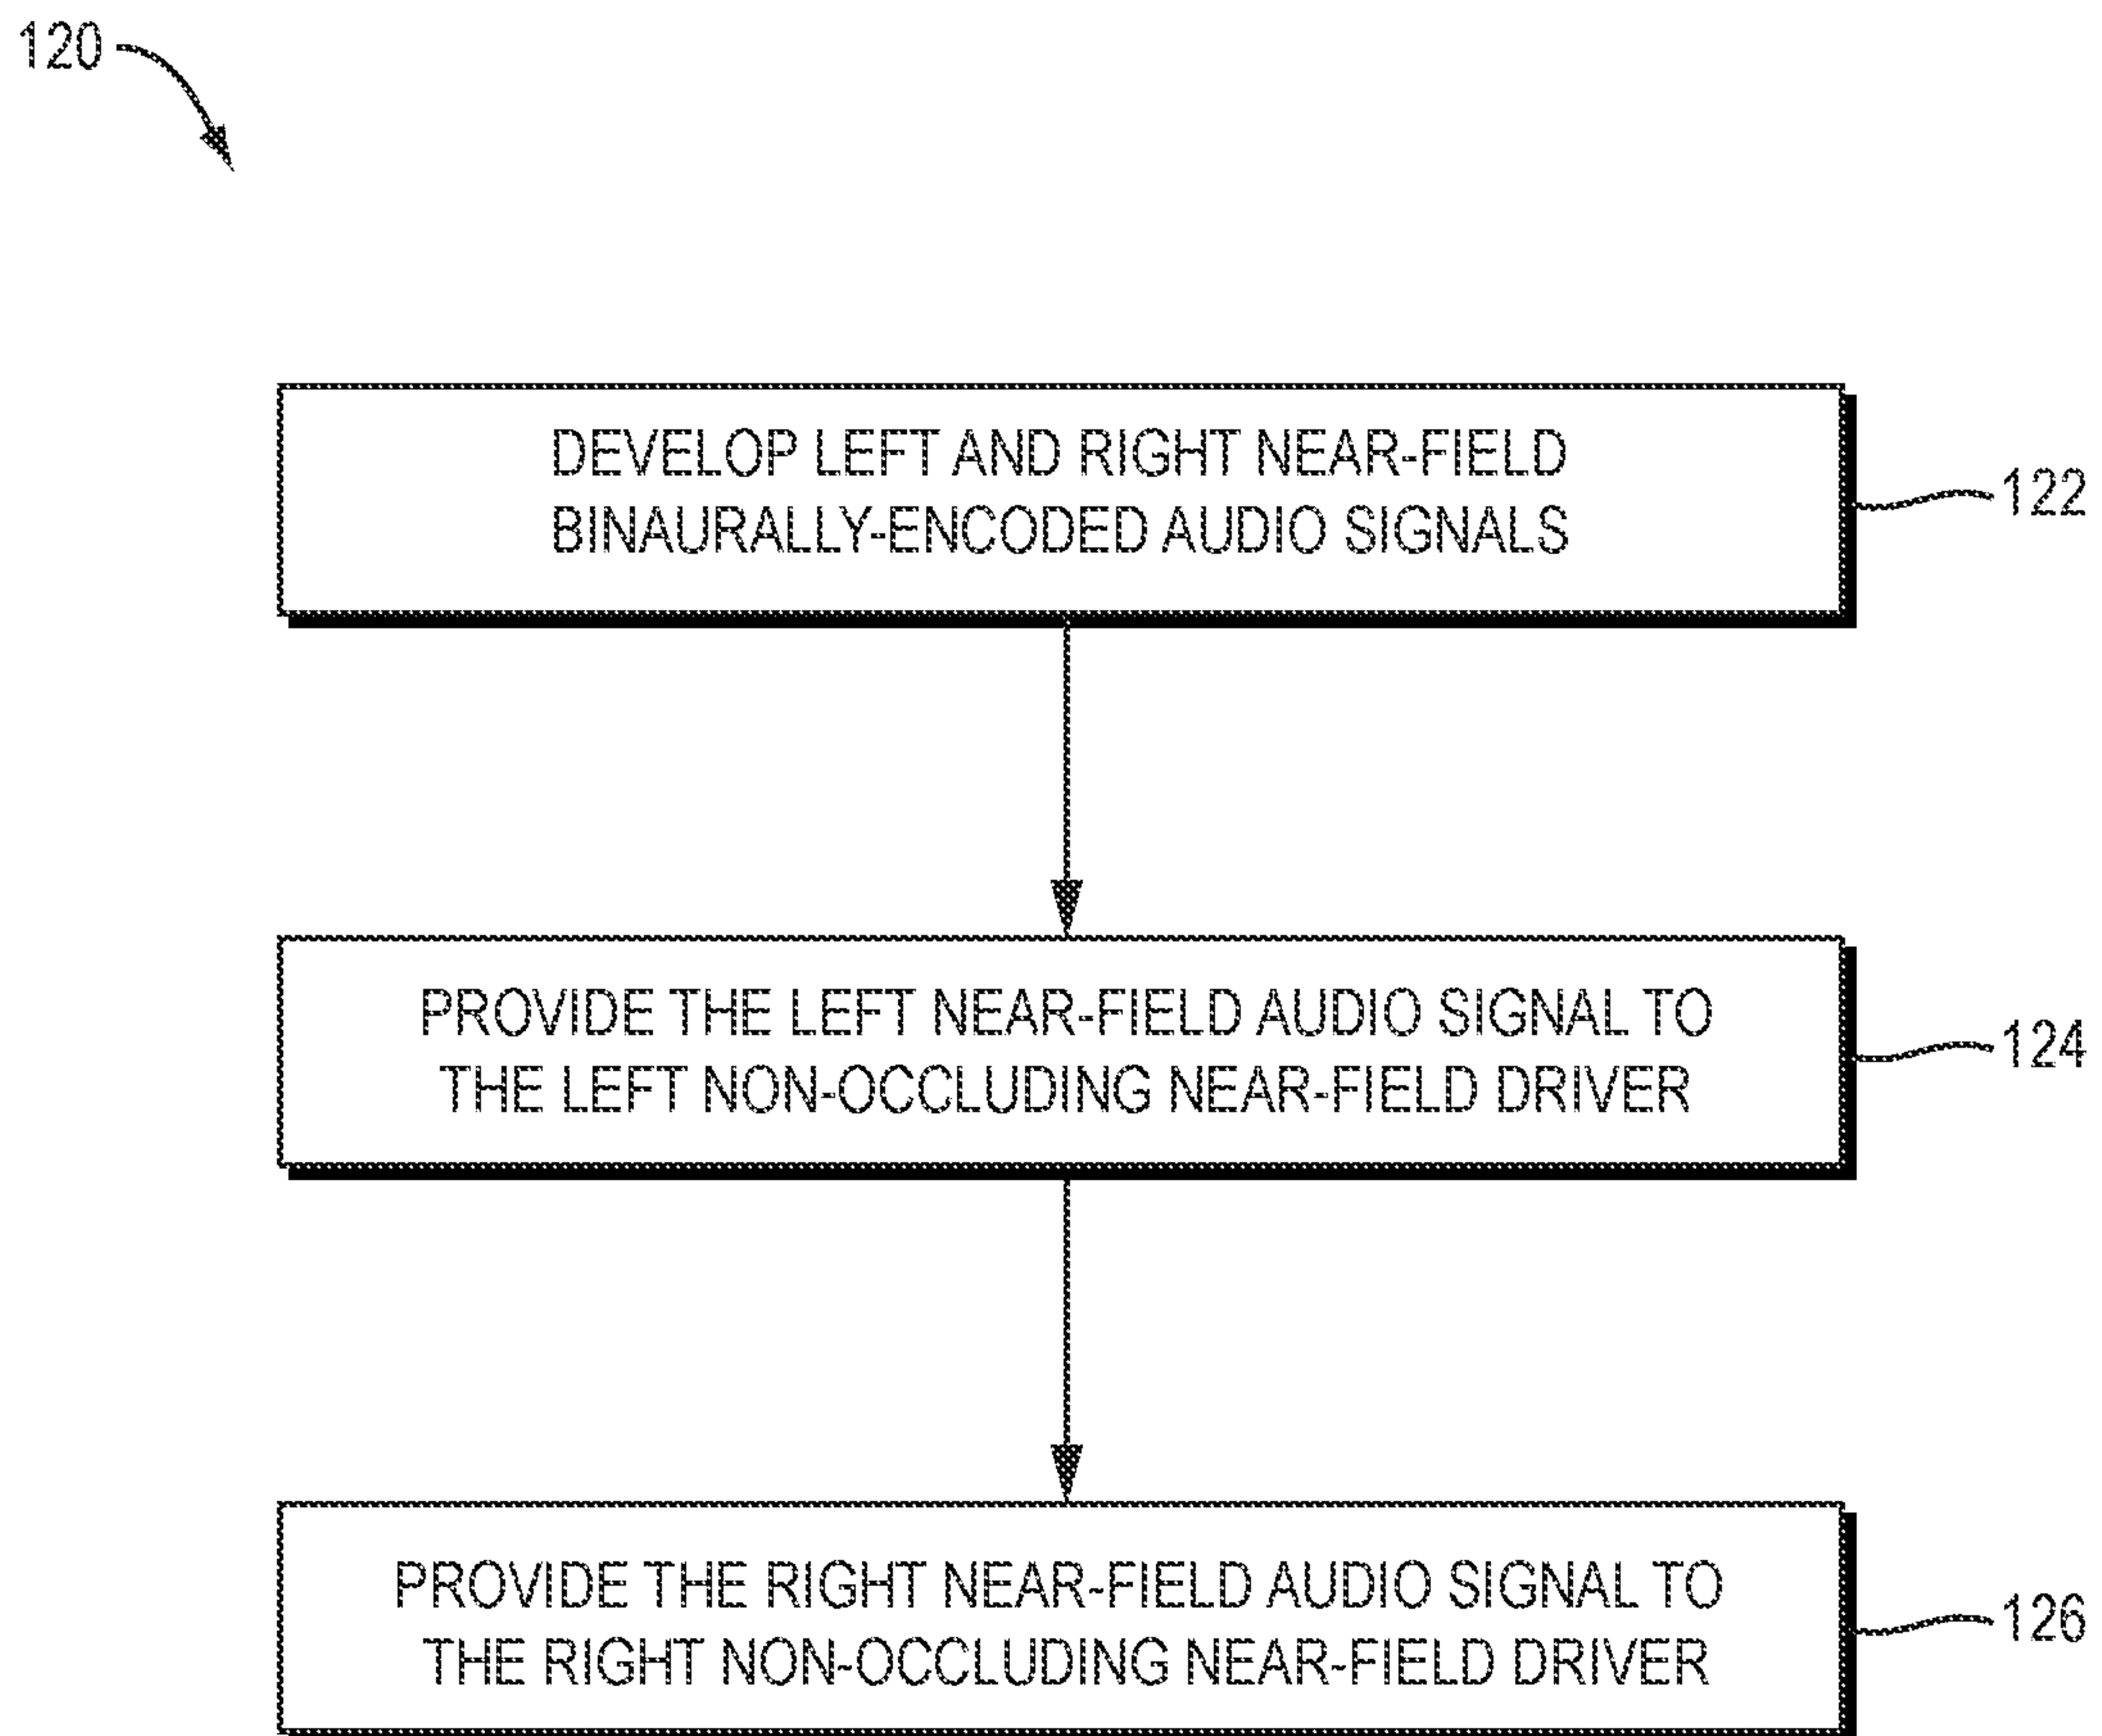 120
DEVELOP LEFT AND RIGHT NEAR-FIELD
BINAURALLY-ENCODED AUDIO SIGNALS
122
PROVIDE THE LEFT NEAR-FIELD AUDIO SIGNAL TO
THE LEFT NON-OCCLUDING NEAR-FIELD DRIVER
124
PROVIDE THE RIGHT NEAR-FIELD AUDIO SIGNAL TO
THE RIGHT NON-OCCLUDING NEAR-FIELD DRIVER
126